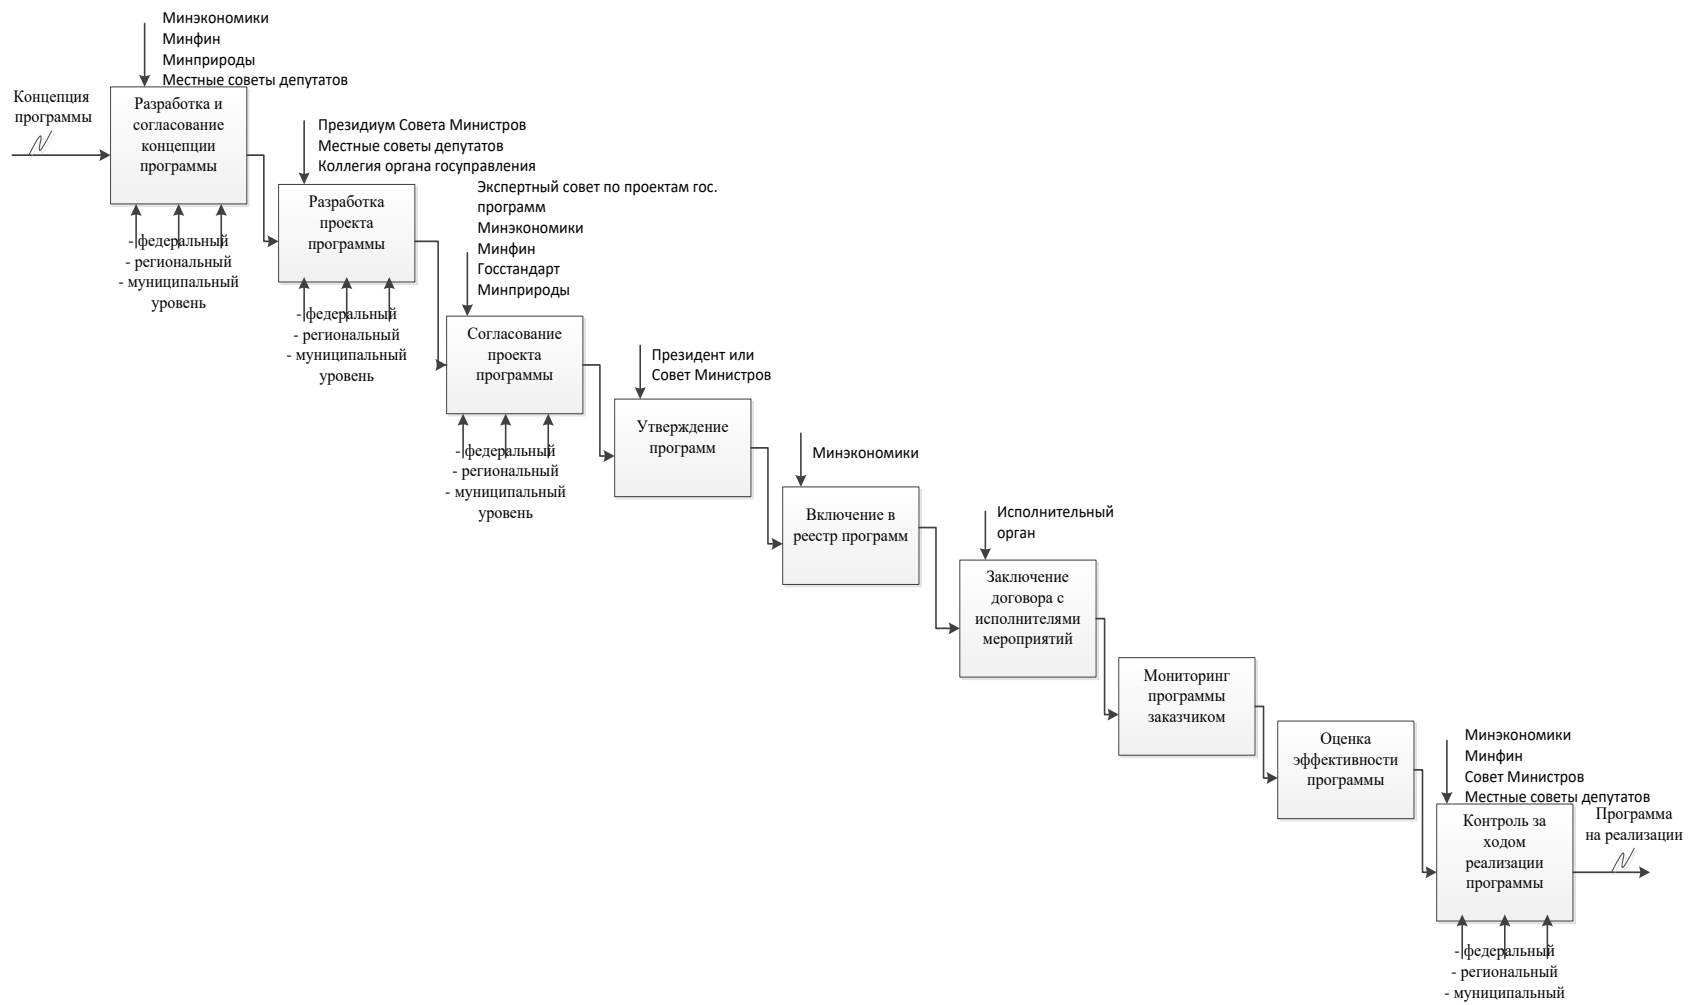 Минэкономики
Минфин
Минприроды
Местные советы депутатов
Концепция
программы
Разработка и
согласование
концепции
программы
- федеральный
- региональный
- муниципальный
уровень
Президиум Совета Министров
Местные советы депутатов
Коллегия органа госуправления
Разработка
проекта
программы
- федеральный
- региональный
- муниципальный
уровень
Экспертный совет по проектам гос.
программ
Минэкономики
Минфин
Госстандарт
Минприроды
Согласование
проекта
программы
- федеральный
- региональный
- муниципальный
уровень
Президент или
Совет Министров
Утверждение
программ
Минэкономики
Включение в
реестр программ
Исполнительный
орган
Заключение
договора с
исполнителями
мероприятий
Мониторинг
программы
заказчиком
Оценка
эффективности
программы
Минэкономики
Минфин
Совет Министров
Местные советы депутатов
Контроль за
ходом
реализации
программы
Программа
на реализации
- федеральный
- региональный
- муниципальный